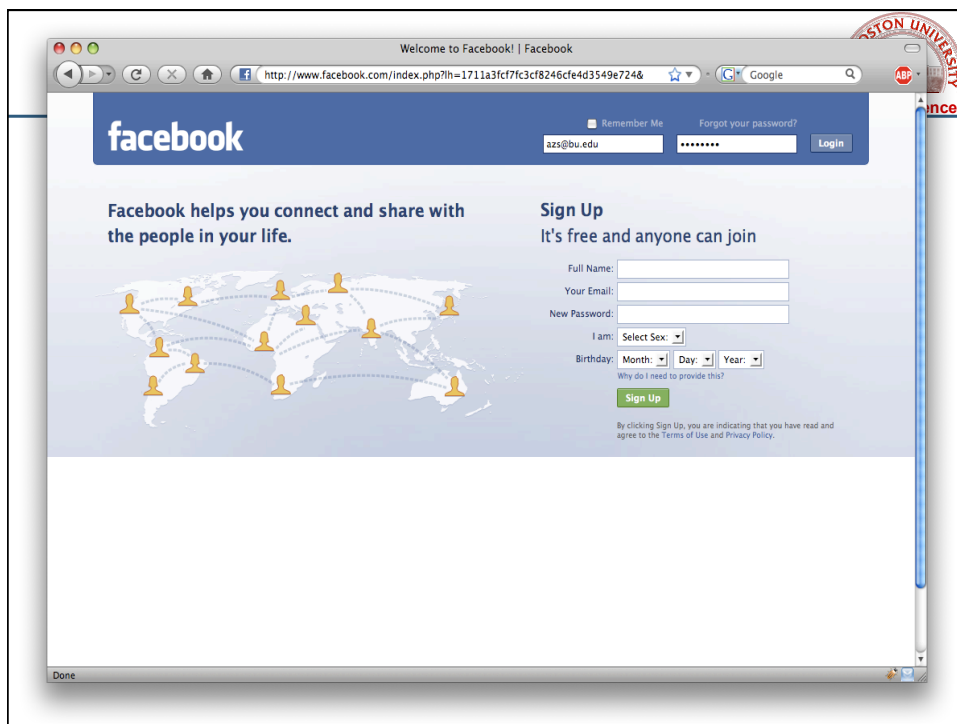 STON UNIVERSITY
ence
Welcome to Facebook! | Facebook
http://www.facebook.com/index.php?lh=1711a3fcf7fc3cf8246cfe4d3549e724&
G
Google
ABP
facebook
Remember Me
Forgot your password?
azs@bu.edu
••••••••
Login
Facebook helps you connect and share with
the people in your life.
Sign Up
It's free and anyone can join
Full Name:
Your Email:
New Password:
I am: Select Sex:
Birthday: Month: Day: Year:
Why do I need to provide this?
Sign Up
By clicking Sign Up, you are indicating that you have read and
agree to the Terms of Use and Privacy Policy.
Done